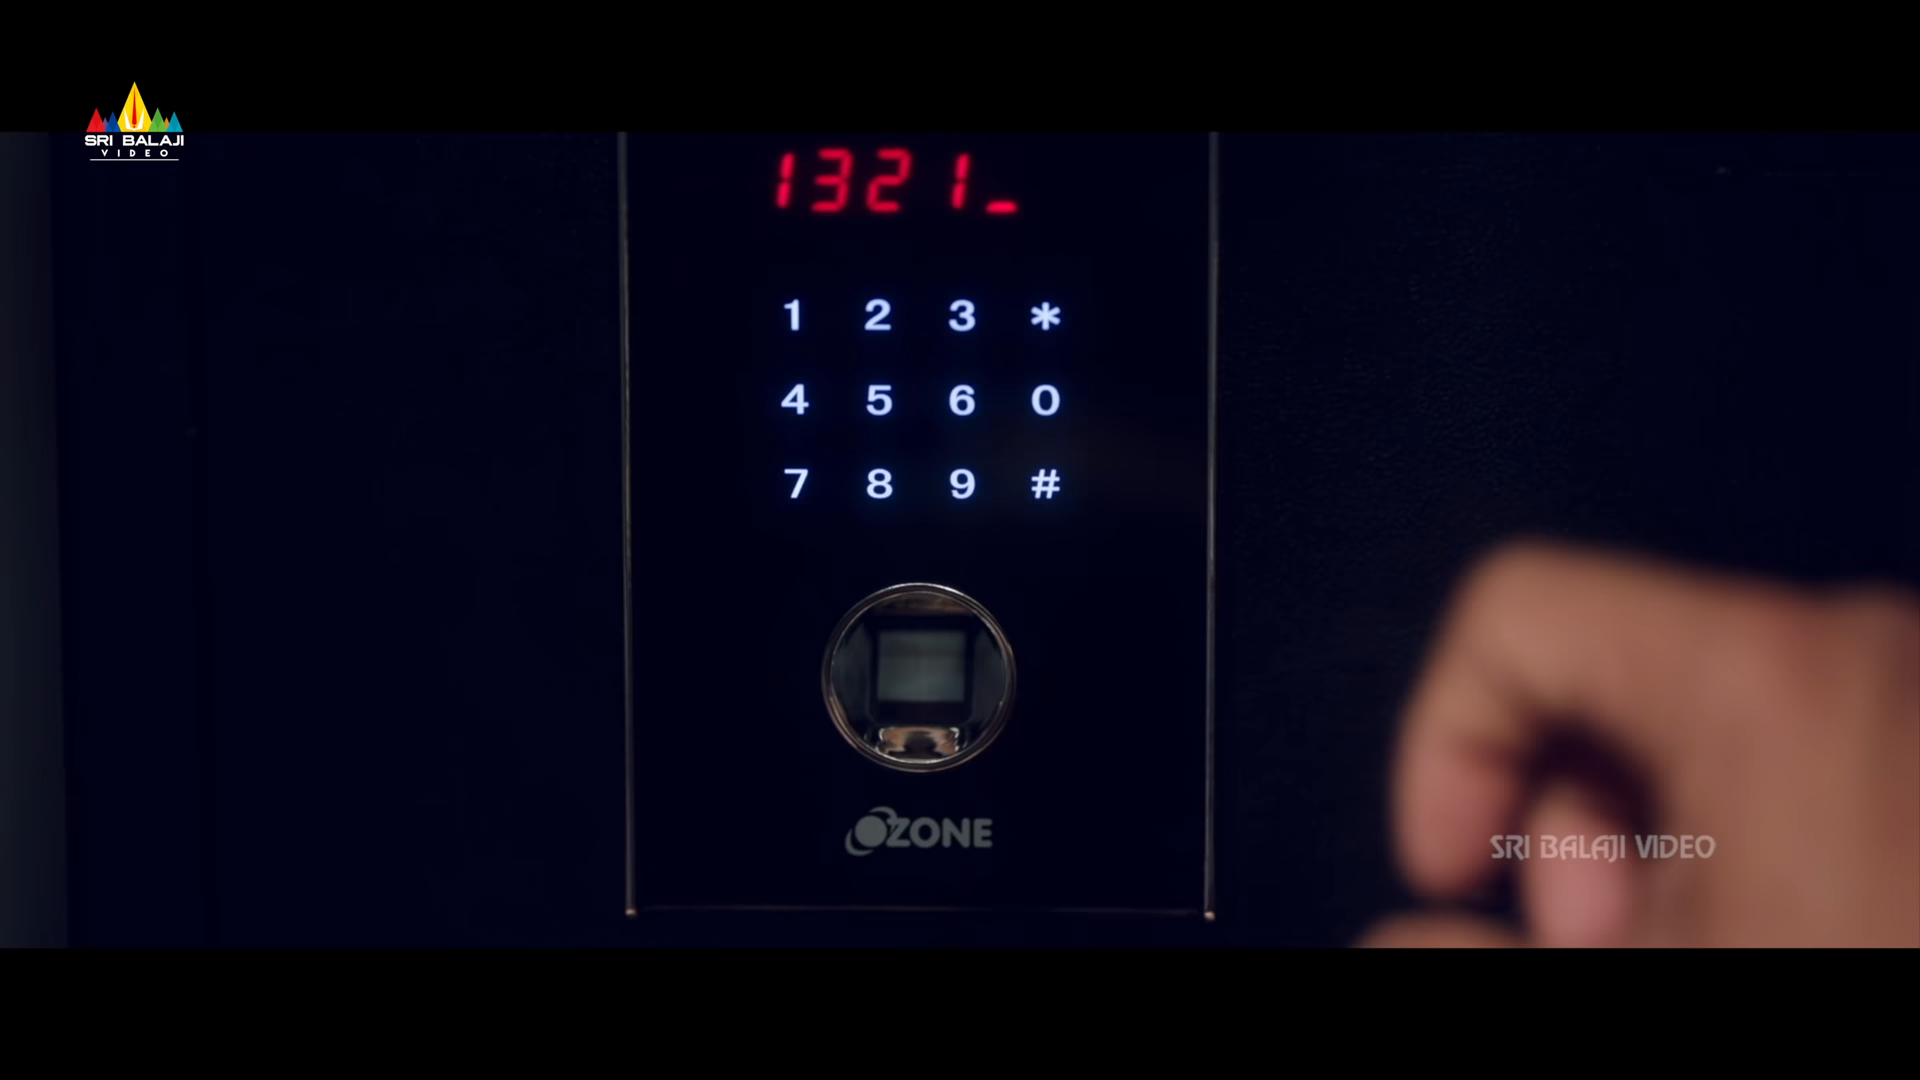 SRI BALAJI
VIDEO
1321_
1 2 3 *
4 5 6 0
7 8 9 #
OZONE
SRI BALAJI VIDEO